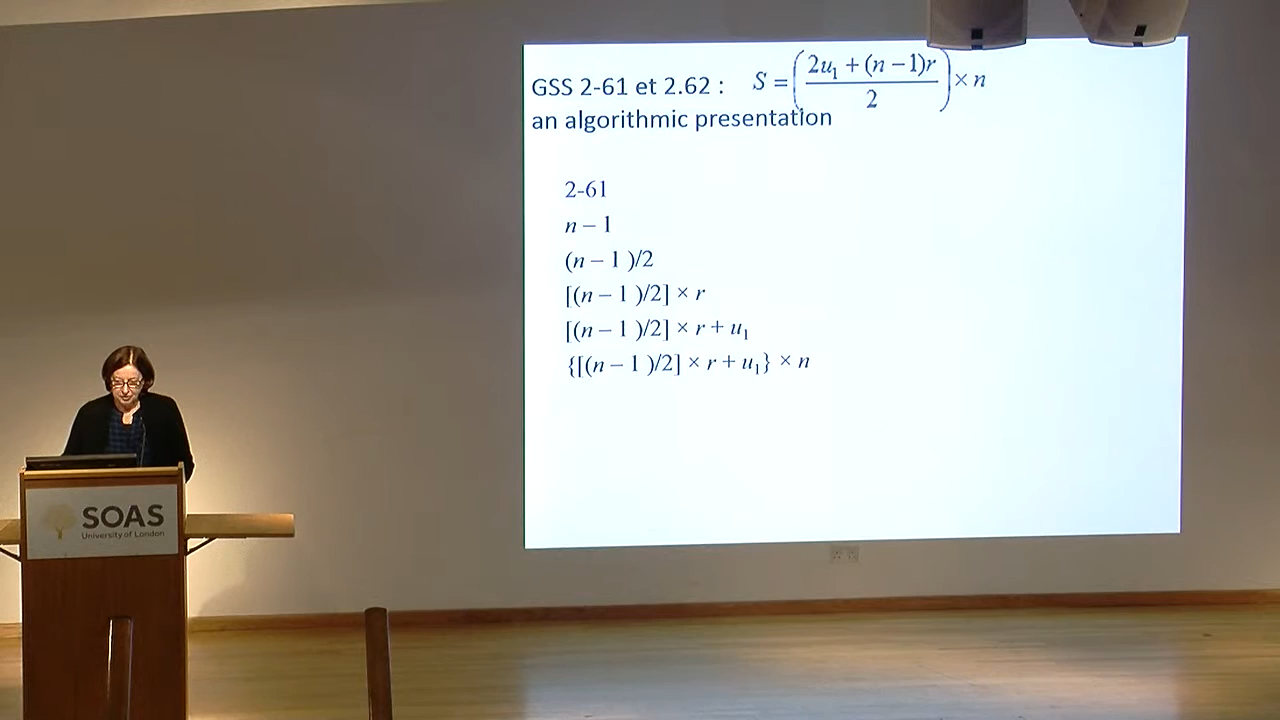 GSS 2-61 et 2.62 : S = ( (2u₁ + (n − 1)r) / 2 ) × n
an algorithmic presentation
2-61
n – 1
(n – 1 )/2
[(n – 1 )/2] × r
[(n – 1 )/2] × r + u₁
{[(n – 1 )/2] × r + u₁} × n
SOAS
University of London